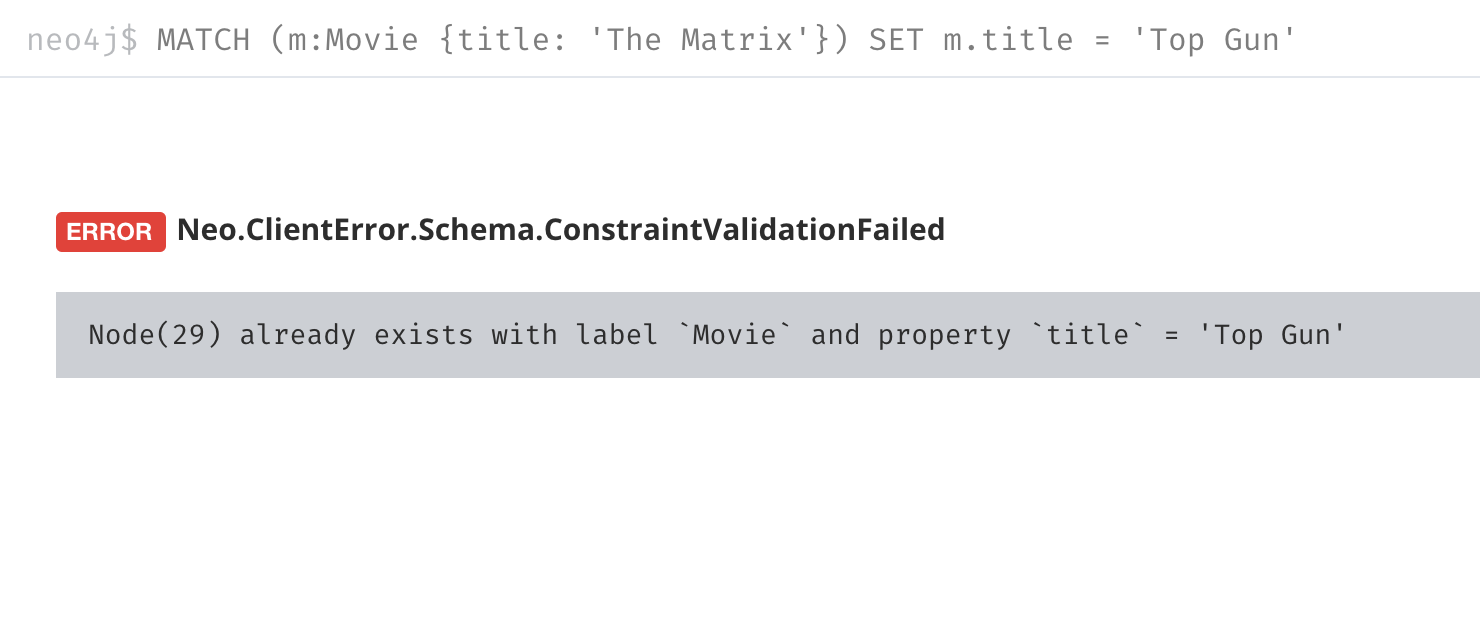 neo4j$ MATCH (m:Movie {title: 'The Matrix'}) SET m.title = 'Top Gun'
ERROR Neo.ClientError.Schema.ConstraintValidationFailed
Node(29) already exists with label `Movie` and property `title` = 'Top Gun'